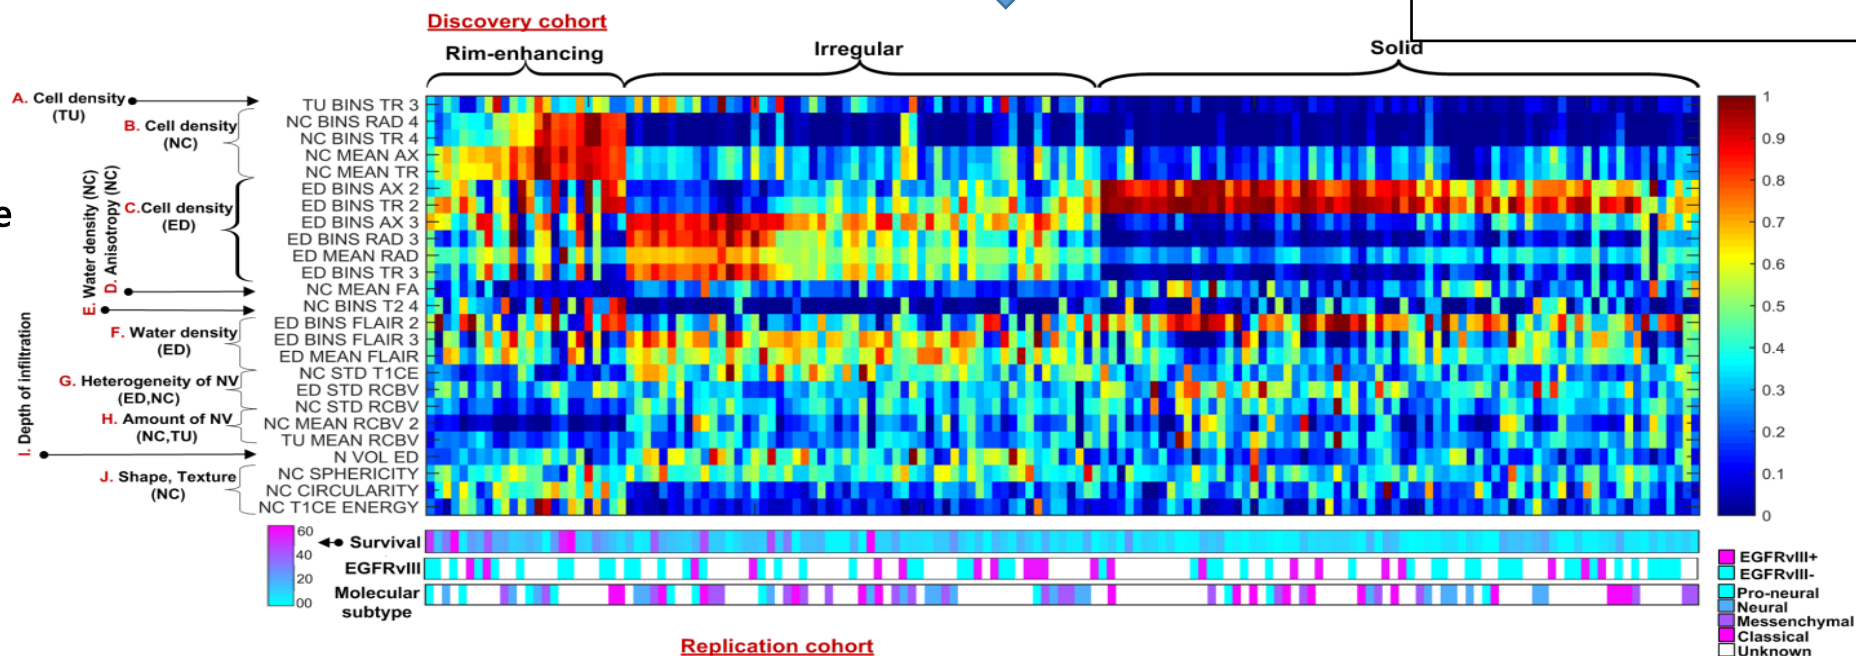 Discovery cohort
Rim-enhancing
Irregular
Solid
A. Cell density
(TU)
B. Cell density
(NC)
C.Cell density
(ED)
D. Anisotropy (NC)
E. Water density (NC)
F. Water density
(ED)
G. Heterogeneity of NV
(ED,NC)
H. Amount of NV
(NC,TU)
I. Depth of infiltration
J. Shape, Texture
(NC)
e
TU BINS TR 3
NC BINS RAD 4
NC BINS TR 4
NC MEAN AX
NC MEAN TR
ED BINS AX 2
ED BINS TR 2
ED BINS AX 3
ED BINS RAD 3
ED MEAN RAD
ED BINS TR 3
NC MEAN FA
NC BINS T2 4
ED BINS FLAIR 2
ED BINS FLAIR 3
ED MEAN FLAIR
NC STD T1CE
ED STD RCBV
NC STD RCBV
NC MEAN RCBV 2
TU MEAN RCBV
N VOL ED
NC SPHERICITY
NC CIRCULARITY
NC T1CE ENERGY
1
0.9
0.8
0.7
0.6
0.5
0.4
0.3
0.2
0.1
0
60
40
20
00
Survival
EGFRvIII
Molecular
subtype
EGFRvIII+
EGFRvIII-
Pro-neural
Neural
Messenchymal
Classical
Unknown
Replication cohort